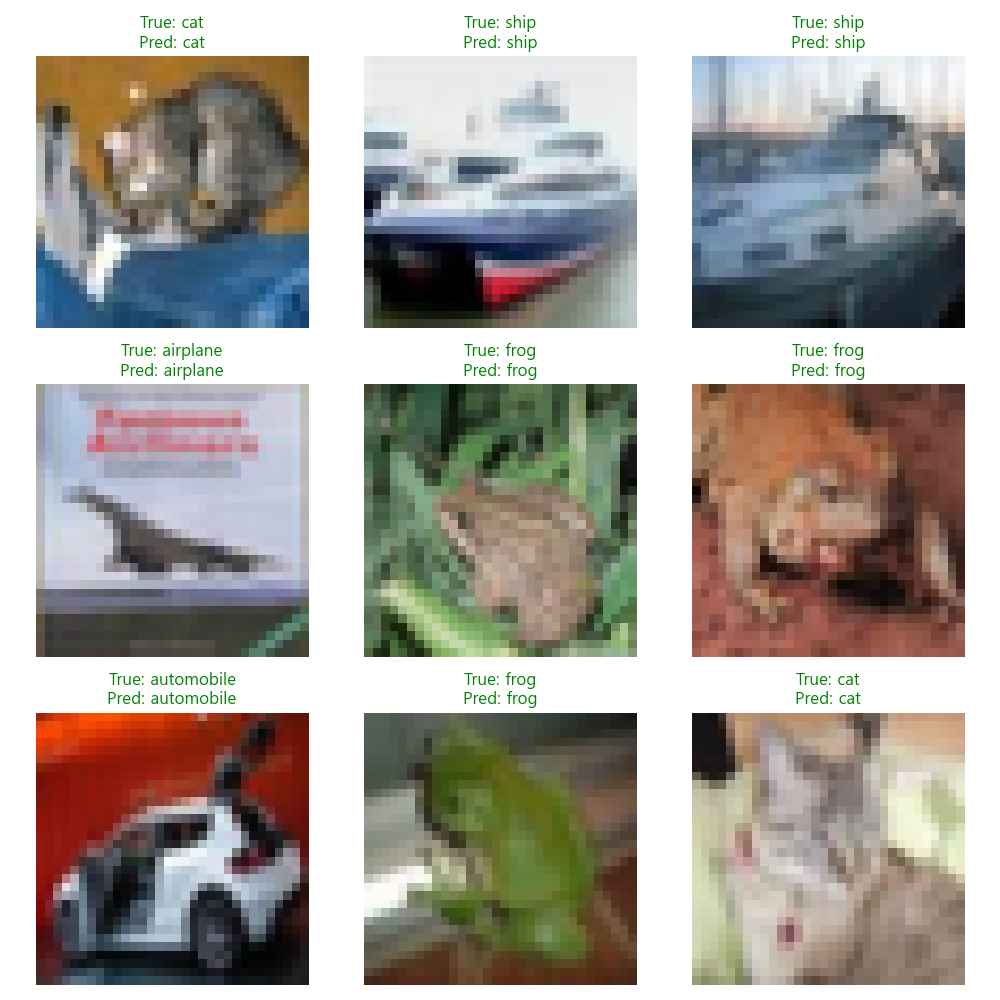 True: cat
Pred: cat
True: ship
Pred: ship
True: ship
Pred: ship
True: airplane
Pred: airplane
True: frog
Pred: frog
True: frog
Pred: frog
True: automobile
Pred: automobile
True: frog
Pred: frog
True: cat
Pred: cat